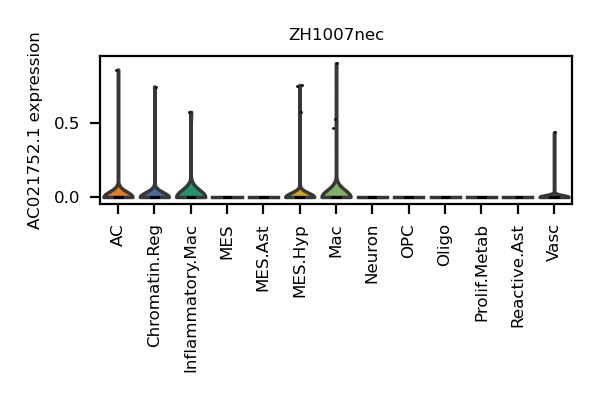 ZH1007nec
AC021752.1 expression
0.5
0.0
AC
Chromatin.Reg
Inflammatory.Mac
MES
MES.Ast
MES.Hyp
Mac
Neuron
OPC
Oligo
Prolif.Metab
Reactive.Ast
Vasc